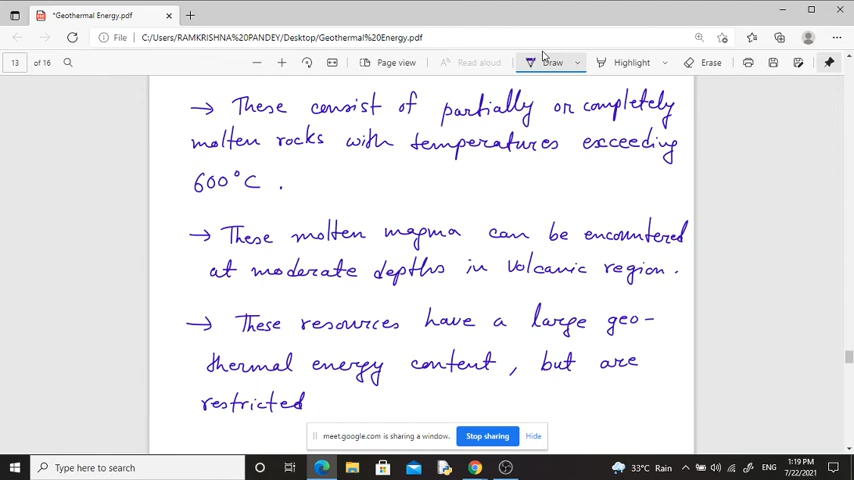 *Geothermal Energy.pdf
File C:/Users/RAMKRISHNA%20PANDEY/Desktop/Geothermal%20Energy.pdf
13 of 16 Page view Read aloud Draw Highlight Erase
→ These consist of partially or completely
molten rocks with temperatures exceeding
600°C .
→ These molten magma can be encountered
at moderate depths in volcanic region .
→ These resources have a large geo-
thermal energy content , but are
restricted
meet.google.com is sharing a window. Stop sharing Hide
Type here to search 33°C Rain ENG 1:19 PM
7/22/2021